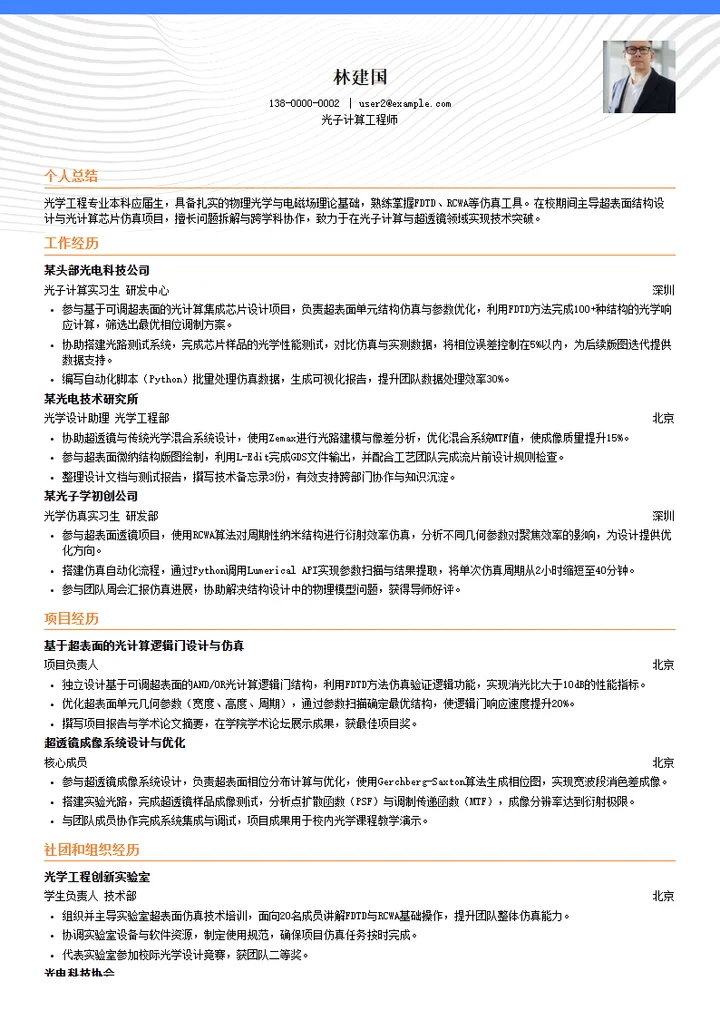 林建国
138-0000-0002 | user2@example.com
光子计算工程师
个人总结
光学工程专业本科应届生，具备扎实的物理光学与电磁场理论基础，熟练掌握FDTD、RCWA等仿真工具。在校期间主导超表面结构设
计与光计算芯片仿真项目，擅长问题拆解与跨学科协作，致力于在光子计算与超透镜领域实现技术突破。
工作经历
某头部光电科技公司
光子计算实习生 研发中心 深圳
• 参与基于可调超表面的光计算集成芯片设计项目，负责超表面单元结构仿真与参数优化，利用FDTD方法完成100+种结构的光学响
应计算，筛选出最优相位调制方案。
• 协助搭建光路测试系统，完成芯片样品的光学性能测试，对比仿真与实测数据，将相位误差控制在5%以内，为后续版图迭代提供
数据支持。
• 编写自动化脚本（Python）批量处理仿真数据，生成可视化报告，提升团队数据处理效率30%。
某光电技术研究所
光学设计助理 光学工程部 北京
• 协助超透镜与传统光学混合系统设计，使用Zemax进行光路建模与像差分析，优化混合系统MTF值，使成像质量提升15%。
• 参与超表面微纳结构版图绘制，利用L-Edit完成GDS文件输出，并配合工艺团队完成流片前设计规则检查。
• 整理设计文档与测试报告，撰写技术备忘录3份，有效支持跨部门协作与知识沉淀。
某光子学初创公司
光学仿真实习生 研发部 深圳
• 参与超表面透镜项目，使用RCWA算法对周期性纳米结构进行衍射效率仿真，分析不同几何参数对聚焦效率的影响，为设计提供优
化方向。
• 搭建仿真自动化流程，通过Python调用Lumerical API实现参数扫描与结果提取，将单次仿真周期从2小时缩短至40分钟。
• 参与团队周会汇报仿真进展，协助解决结构设计中的物理模型问题，获得导师好评。
项目经历
基于超表面的光计算逻辑门设计与仿真
项目负责人 北京
• 独立设计基于可调超表面的AND/OR光计算逻辑门结构，利用FDTD方法仿真验证逻辑功能，实现消光比大于10dB的性能指标。
• 优化超表面单元几何参数（宽度、高度、周期），通过参数扫描确定最优结构，使逻辑门响应速度提升20%。
• 撰写项目报告与学术论文摘要，在学院学术论坛展示成果，获最佳项目奖。
超透镜成像系统设计与优化
核心成员 北京
• 参与超透镜成像系统设计，负责超表面相位分布计算与优化，使用Gerchberg-Saxton算法生成相位图，实现宽波段消色差成像。
• 搭建实验光路，完成超透镜样品成像测试，分析点扩散函数（PSF）与调制传递函数（MTF），成像分辨率达到衍射极限。
• 与团队成员协作完成系统集成与调试，项目成果用于校内光学课程教学演示。
社团和组织经历
光学工程创新实验室
学生负责人 技术部 北京
• 组织并主导实验室超表面仿真技术培训，面向20名成员讲解FDTD与RCWA基础操作，提升团队整体仿真能力。
• 协调实验室设备与软件资源，制定使用规范，确保项目仿真任务按时完成。
• 代表实验室参加校际光学设计竞赛，获团队二等奖。
光电科技协会